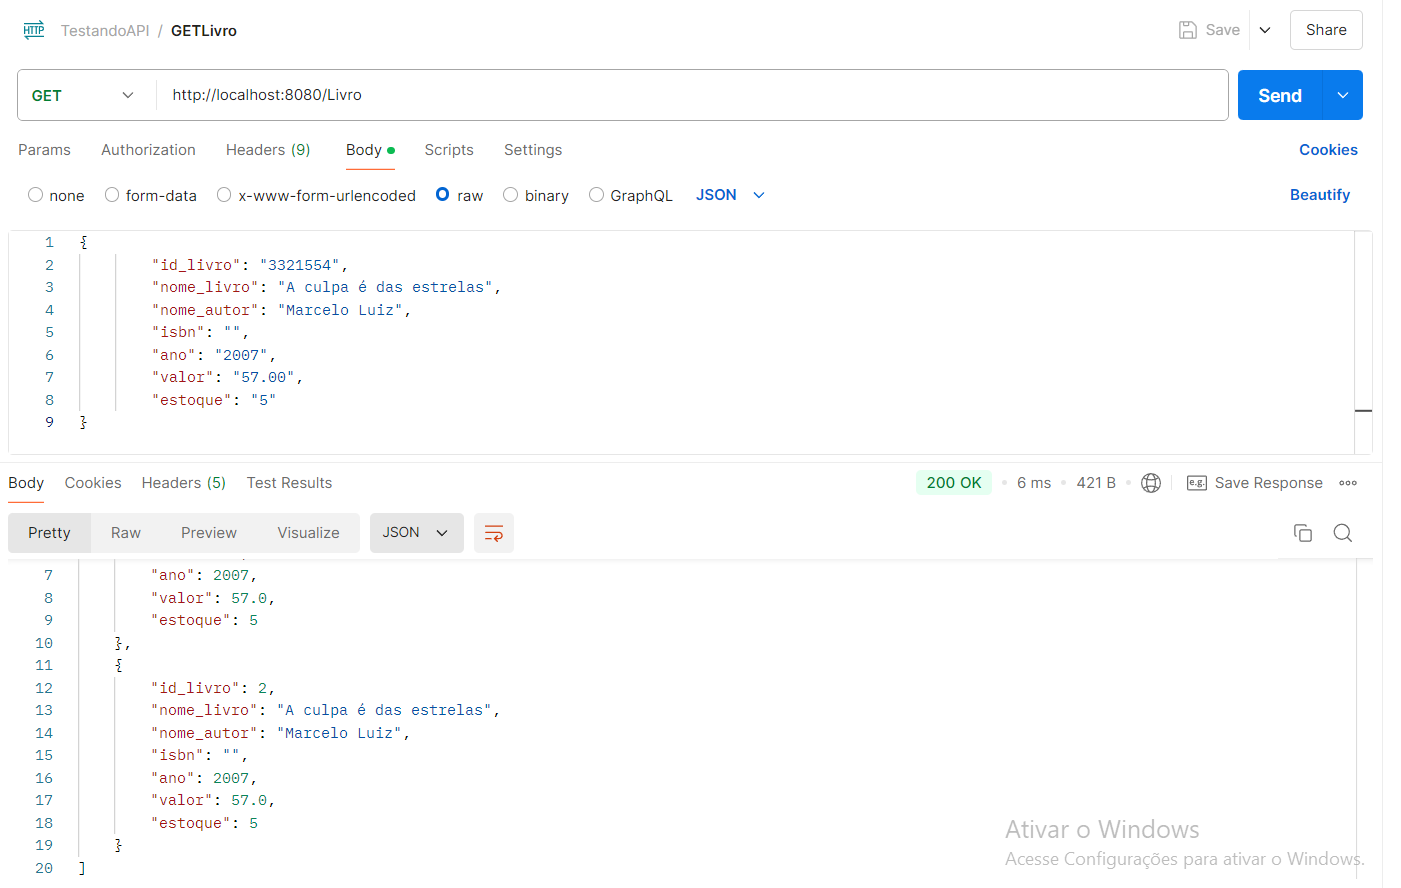 HTTP TestandoAPI / GETLivro Save Share
GET http://localhost:8080/Livro Send
Params Authorization Headers (9) Body Scripts Settings Cookies
none form-data x-www-form-urlencoded raw binary GraphQL JSON Beautify
1 {
2 "id_livro": "3321554",
3 "nome_livro": "A culpa é das estrelas",
4 "nome_autor": "Marcelo Luiz",
5 "isbn": "",
6 "ano": "2007",
7 "valor": "57.00",
8 "estoque": "5"
9 }
Body Cookies Headers (5) Test Results 200 OK 6 ms 421 B e.g. Save Response
Pretty Raw Preview Visualize JSON
7 "ano": 2007,
8 "valor": 57.0,
9 "estoque": 5
10 },
11 {
12 "id_livro": 2,
13 "nome_livro": "A culpa é das estrelas",
14 "nome_autor": "Marcelo Luiz",
15 "isbn": "",
16 "ano": 2007,
17 "valor": 57.0,
18 "estoque": 5
19 }
20 ]
Ativar o Windows
Acesse Configurações para ativar o Windows.